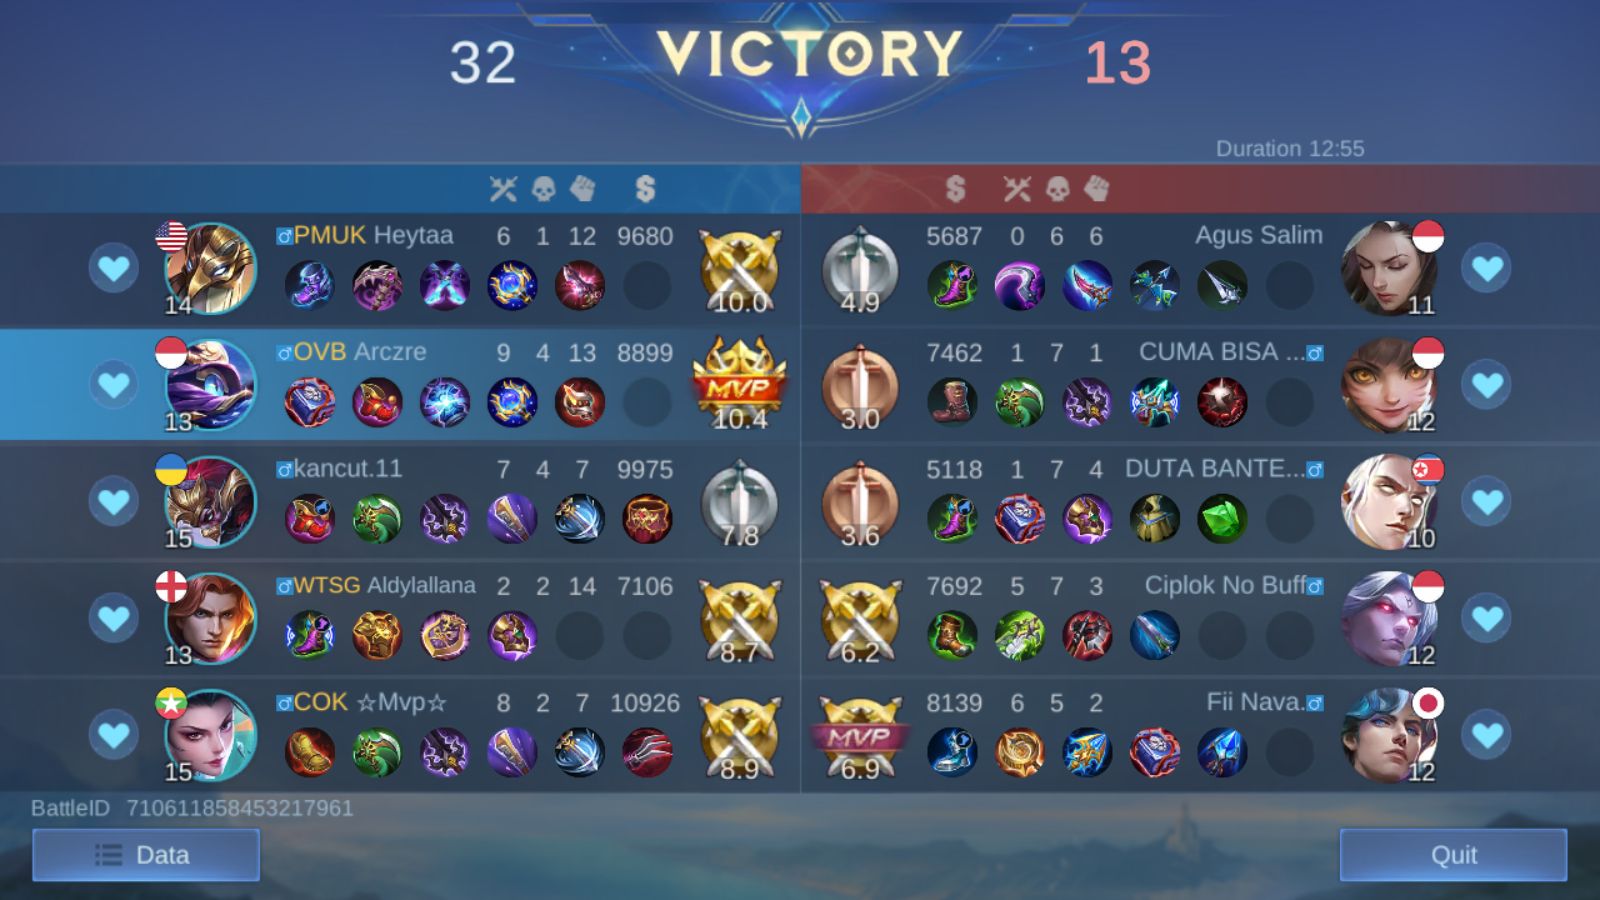 32 VICTORY 13
Duration 12:55
PMUK Heytaa 6 1 12 9680
14
10.0
4.9
5687 0 6 6 Agus Salim
11
OVB Arczre 9 4 13 8899
13
MVP
10.4
3.0
7462 1 7 1 CUMA BISA ...
12
kancut.11 7 4 7 9975
15
7.8
3.6
5118 1 7 4 DUTA BANTE...
10
WTSG Aldylallana 2 2 14 7106
13
8.7
6.2
7692 5 7 3 Ciplok No Buff
12
COK ☆Mvp☆ 8 2 7 10926
15
8.9
MVP
6.9
8139 6 5 2 Fii Nava.
12
BattleID 710611858453217961
Data
Quit